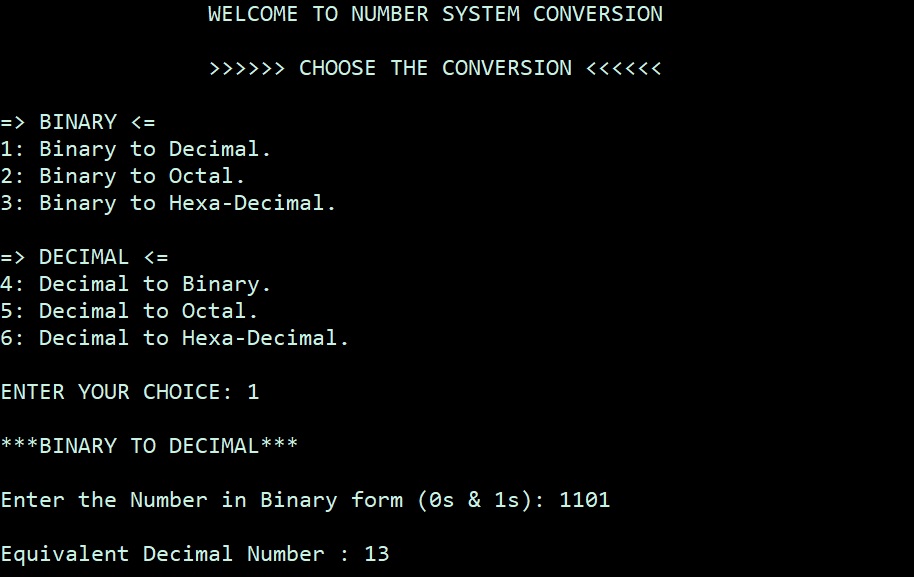 WELCOME TO NUMBER SYSTEM CONVERSION
>>>>>> CHOOSE THE CONVERSION <<<<<<
=> BINARY <=
1: Binary to Decimal.
2: Binary to Octal.
3: Binary to Hexa-Decimal.
=> DECIMAL <=
4: Decimal to Binary.
5: Decimal to Octal.
6: Decimal to Hexa-Decimal.
ENTER YOUR CHOICE: 1
***BINARY TO DECIMAL***
Enter the Number in Binary form (0s & 1s): 1101
Equivalent Decimal Number : 13